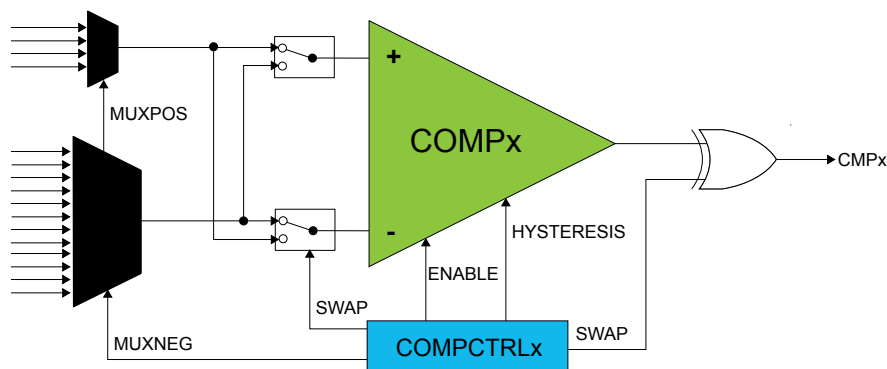 MUXPOS
+
COMPx
CMPx
-
HYSTERESIS
ENABLE
SWAP
SWAP
MUXNEG
COMPCTRLx